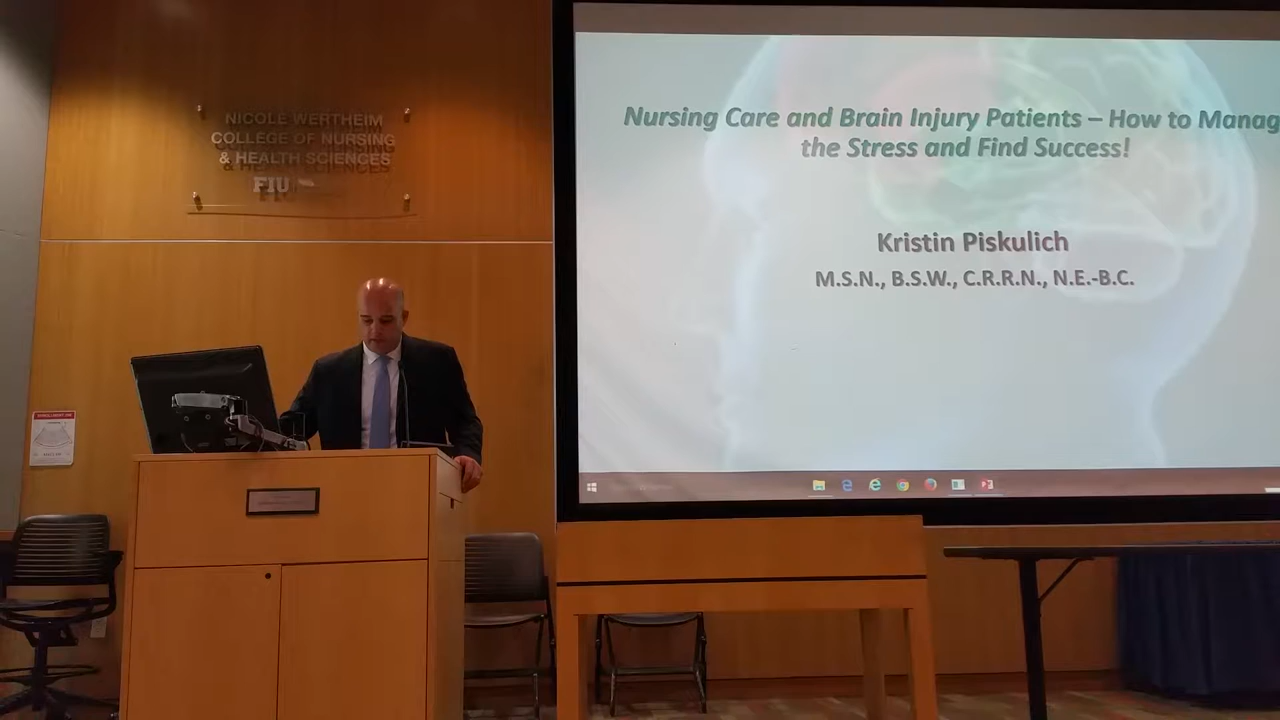 NICOLE WERTHEIM
COLLEGE OF NURSING
& HEALTH SCIENCES
FIU
Nursing Care and Brain Injury Patients – How to Manag
the Stress and Find Success!
Kristin Piskulich
M.S.N., B.S.W., C.R.R.N., N.E.-B.C.